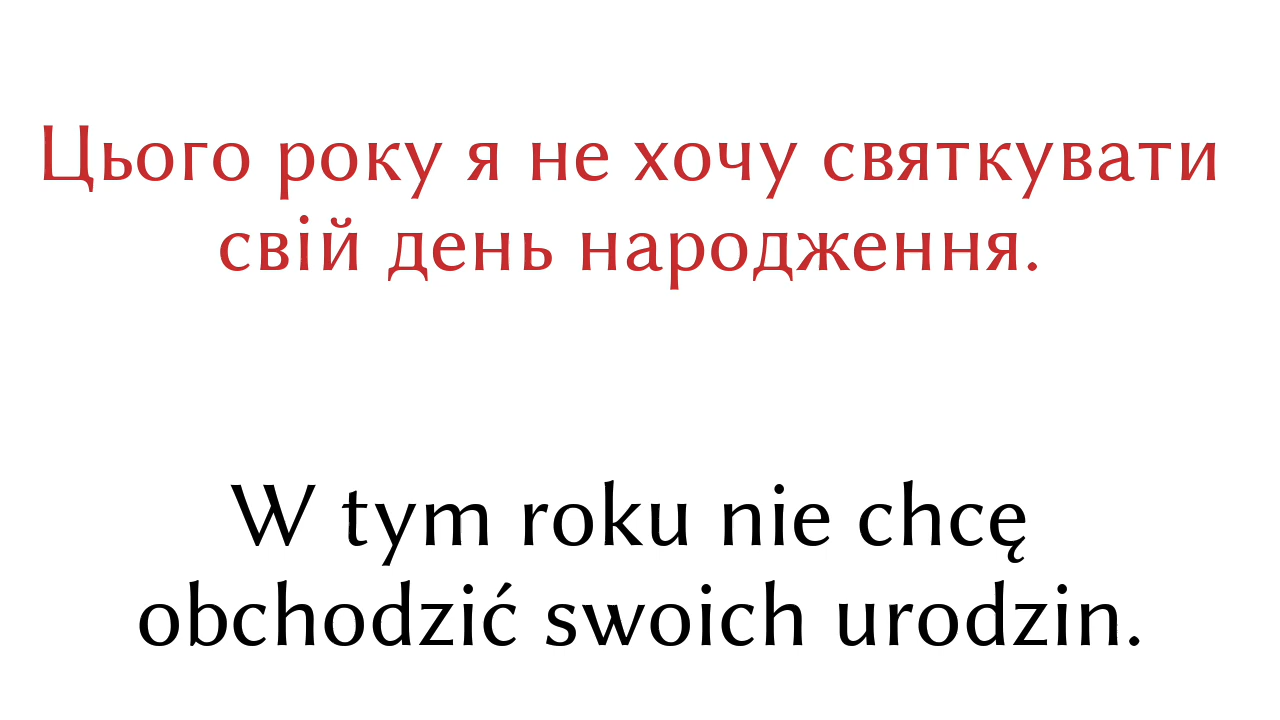 Цього року я не хочу святкувати
свій день народження.
W tym roku nie chcę
obchodzić swoich urodzin.